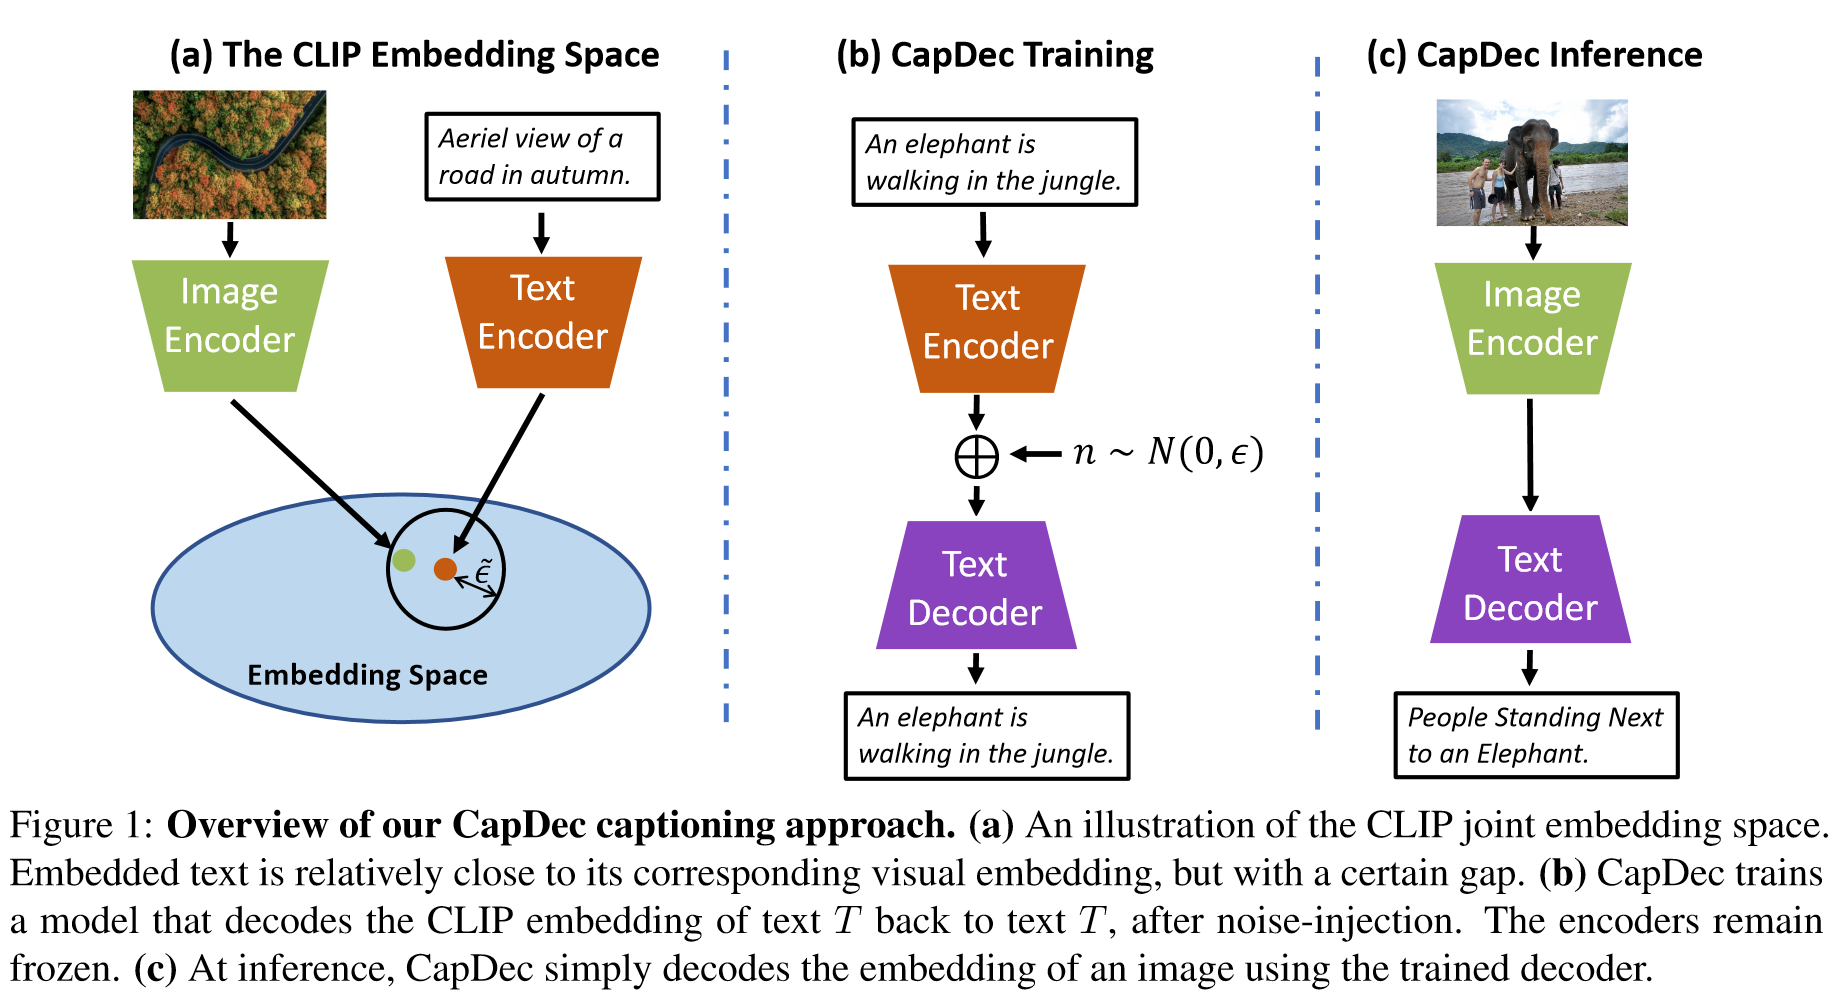 (a) The CLIP Embedding Space
Aeriel view of a
road in autumn.
Image
Encoder
Text
Encoder
ϵ̃
Embedding Space
(b) CapDec Training
An elephant is
walking in the jungle.
Text
Encoder
n ~ N(0, ϵ)
Text
Decoder
An elephant is
walking in the jungle.
(c) CapDec Inference
Image
Encoder
Text
Decoder
People Standing Next
to an Elephant.
Figure 1: Overview of our CapDec captioning approach. (a) An illustration of the CLIP joint embedding space.
Embedded text is relatively close to its corresponding visual embedding, but with a certain gap. (b) CapDec trains
a model that decodes the CLIP embedding of text T back to text T, after noise-injection. The encoders remain
frozen. (c) At inference, CapDec simply decodes the embedding of an image using the trained decoder.